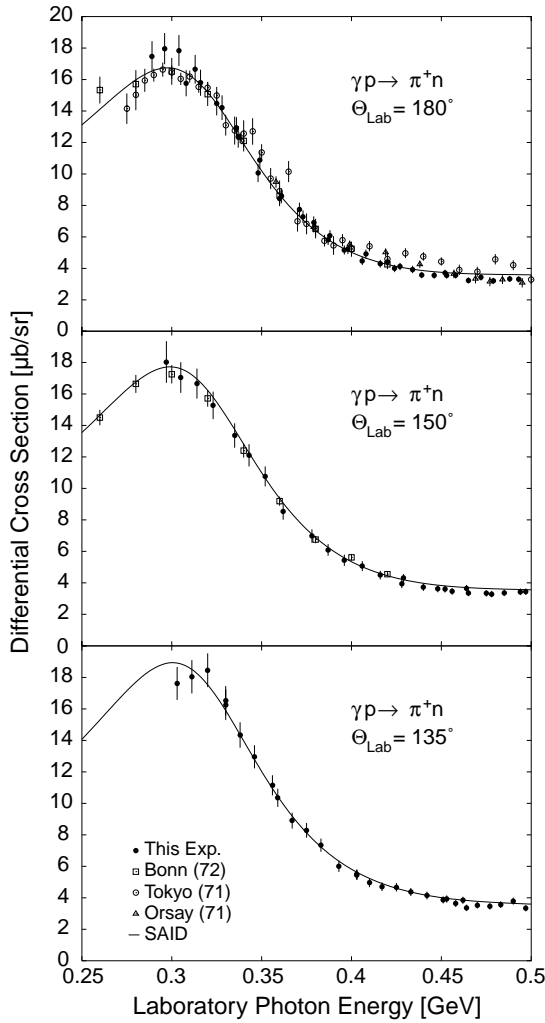 Differential Cross Section [μb/sr]
20
18
16
14
12
10
8
6
4
2
0
γp→ π⁺n
Θ_Lab = 180°
18
16
14
12
10
8
6
4
2
0
γp→ π⁺n
Θ_Lab = 150°
18
16
14
12
10
8
6
4
2
0
γp→ π⁺n
Θ_Lab = 135°
This Exp.
Bonn (72)
Tokyo (71)
Orsay (71)
SAID
0.25 0.3 0.35 0.4 0.45 0.5
Laboratory Photon Energy [GeV]